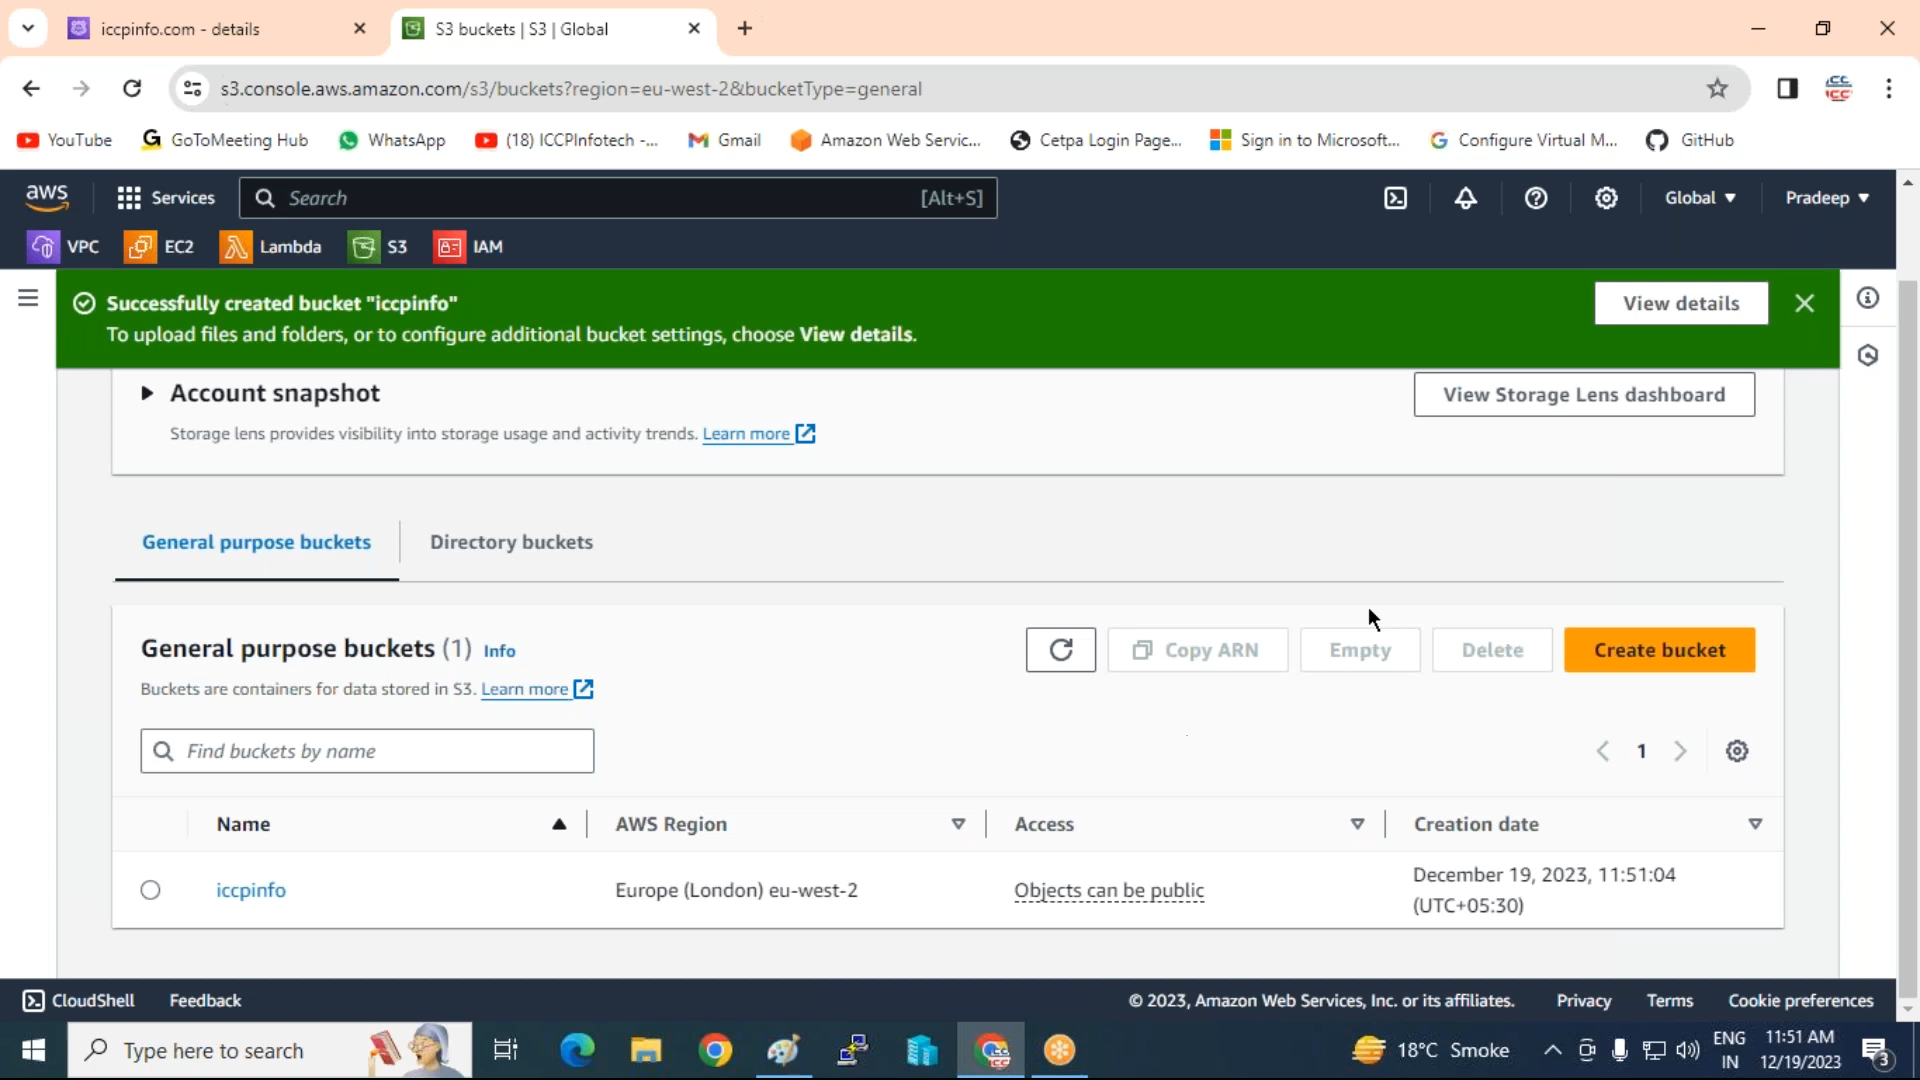 iccpinfo.com - details
S3 buckets | S3 | Global
s3.console.aws.amazon.com/s3/buckets?region=eu-west-2&bucketType=general
YouTube
GoToMeeting Hub
WhatsApp
(18) ICCPInfotech -...
Gmail
Amazon Web Servic...
Cetpa Login Page...
Sign in to Microsoft...
Configure Virtual M...
GitHub
aws
Services
Search
[Alt+S]
Global
Pradeep
VPC
EC2
Lambda
S3
IAM
Successfully created bucket "iccpinfo"
To upload files and folders, or to configure additional bucket settings, choose View details.
View details
Account snapshot
Storage lens provides visibility into storage usage and activity trends. Learn more
View Storage Lens dashboard
General purpose buckets
Directory buckets
General purpose buckets (1) Info
Buckets are containers for data stored in S3. Learn more
Copy ARN
Empty
Delete
Create bucket
Find buckets by name
1
Name
AWS Region
Access
Creation date
iccpinfo
Europe (London) eu-west-2
Objects can be public
December 19, 2023, 11:51:04
(UTC+05:30)
CloudShell
Feedback
© 2023, Amazon Web Services, Inc. or its affiliates.
Privacy
Terms
Cookie preferences
Type here to search
18°C Smoke
ENG
IN
11:51 AM
12/19/2023
3